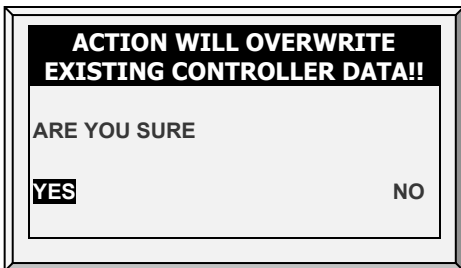 ACTION WILL OVERWRITE
EXISTING CONTROLLER DATA!!
ARE YOU SURE
YES NO